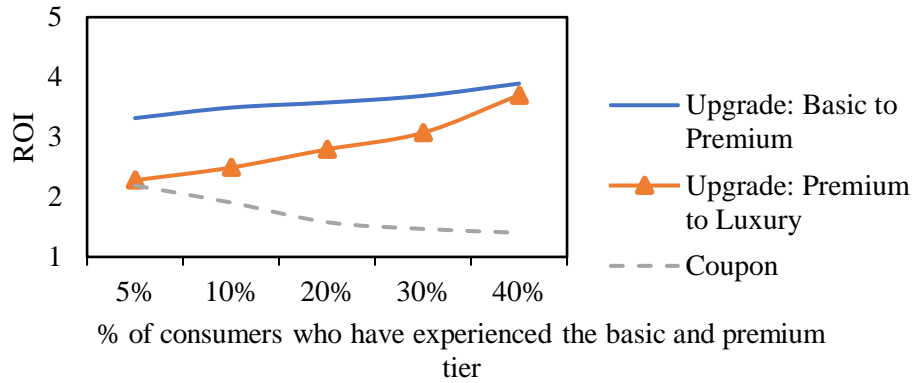 5
4
3
2
1
ROI
5%
10%
20%
30%
40%
% of consumers who have experienced the basic and premium
tier
Upgrade: Basic to
Premium
Upgrade: Premium
to Luxury
Coupon